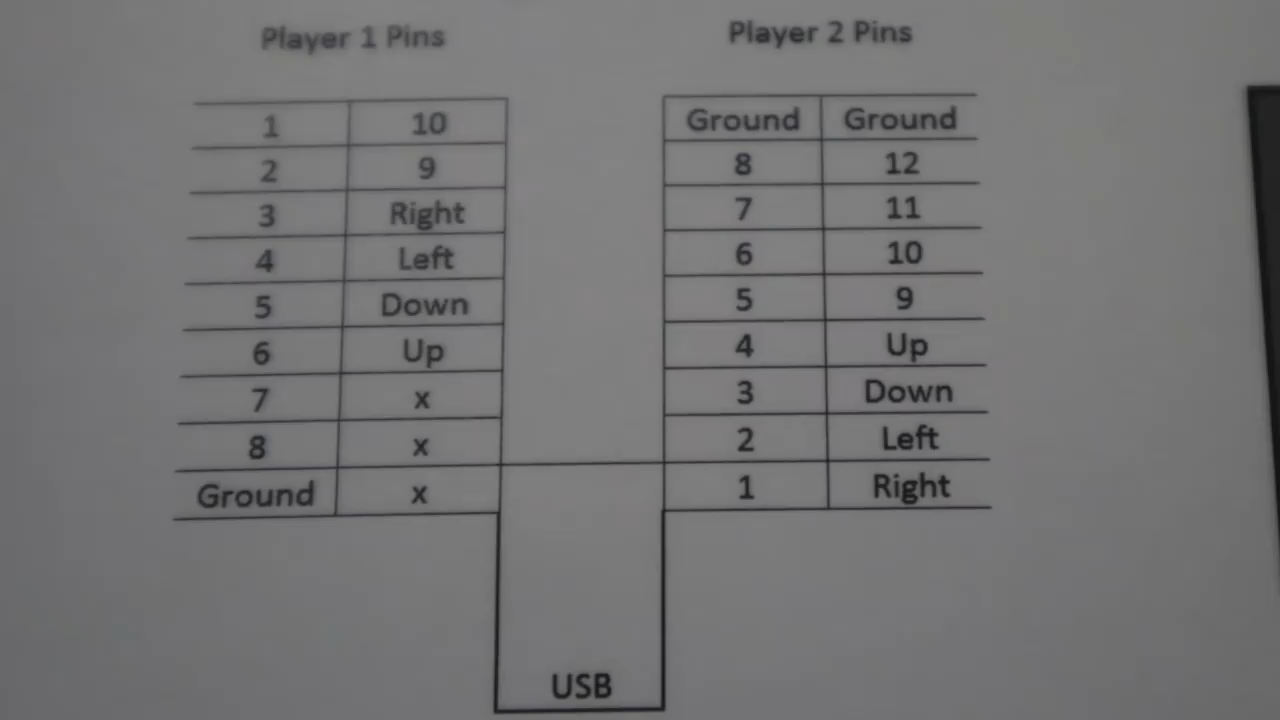 Player 1 Pins
Player 2 Pins
1 10
2 9
3 Right
4 Left
5 Down
6 Up
7 x
8 x
Ground x
Ground Ground
8 12
7 11
6 10
5 9
4 Up
3 Down
2 Left
1 Right
USB